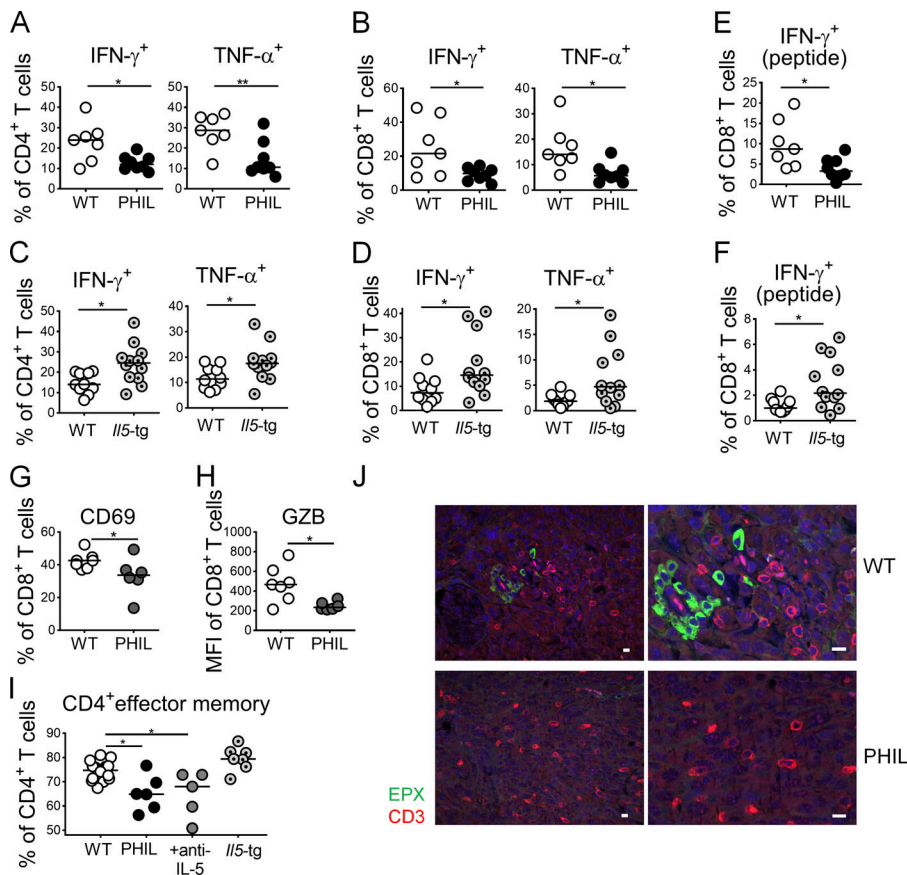 A
IFN-γ⁺
TNF-α⁺
% of CD4⁺ T cells
50
40
30
20
10
0
*
WT
PHIL
50
40
30
20
10
0
**
WT
PHIL
B
IFN-γ⁺
TNF-α⁺
% of CD8⁺ T cells
60
40
20
0
*
WT
PHIL
40
30
20
10
0
*
WT
PHIL
E
IFN-γ⁺
(peptide)
% of CD8⁺ T cells
25
20
15
10
5
0
*
WT
PHIL
C
IFN-γ⁺
TNF-α⁺
% of CD4⁺ T cells
50
40
30
20
10
0
*
WT
Il5-tg
40
30
20
10
0
*
WT
Il5-tg
D
IFN-γ⁺
TNF-α⁺
% of CD8⁺ T cells
40
30
20
10
0
*
WT
Il5-tg
20
15
10
5
0
*
WT
Il5-tg
F
IFN-γ⁺
(peptide)
% of CD8⁺ T cells
8
6
4
2
0
*
WT
Il5-tg
G
CD69
% of CD8⁺ T cells
60
40
20
0
*
WT
PHIL
H
GZB
MFI of CD8⁺ T cells
1000
800
600
400
200
0
*
WT
PHIL
I
CD4⁺effector memory
% of CD4⁺ T cells
90
80
70
60
50
*
*
WT
PHIL
+anti-
IL-5
Il5-tg
J
WT
PHIL
EPX
CD3